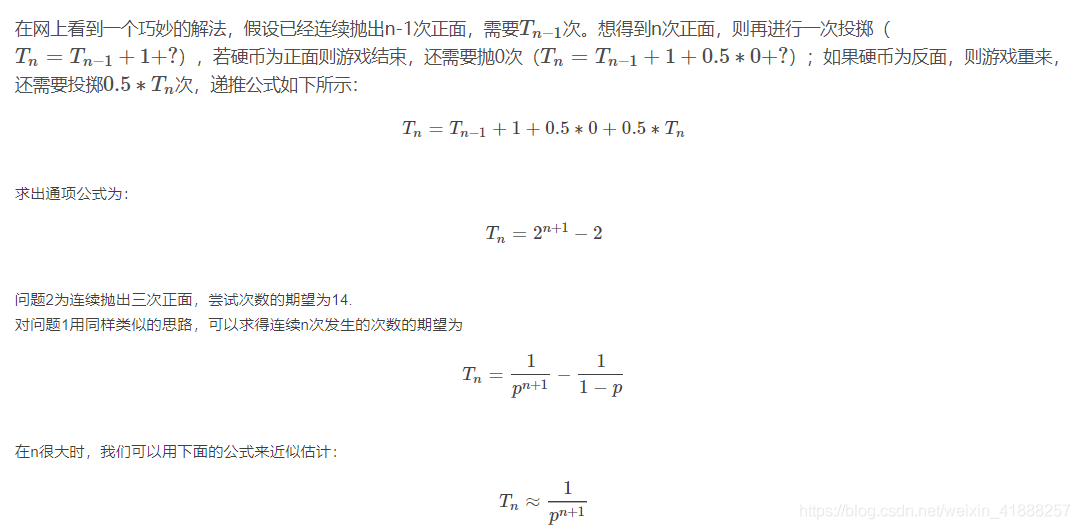 在网上看到一个巧妙的解法，假设已经连续抛出n-1次正面，需要$T_{n-1}$次。想得到n次正面，则再进行一次投掷（
$T_n = T_{n-1} + 1 + ?$），若硬币为正面则游戏结束，还需要抛0次（$T_n = T_{n-1} + 1 + 0.5 * 0 + ?$）；如果硬币为反面，则游戏重来，
还需要投掷$0.5 * T_n$次，递推公式如下所示：
$T_n = T_{n-1} + 1 + 0.5 * 0 + 0.5 * T_n$
求出通项公式为：
$T_n = 2^{n+1} - 2$
问题2为连续抛出三次正面，尝试次数的期望为14.
对问题1用同样类似的思路，可以求得连续n次发生的次数的期望为
$T_n = \frac{1}{p^{n+1}} - \frac{1}{1-p}$
在n很大时，我们可以用下面的公式来近似估计：
$T_n \approx \frac{1}{p^{n+1}}$
https://blog.csdn.net/weixin_41888257